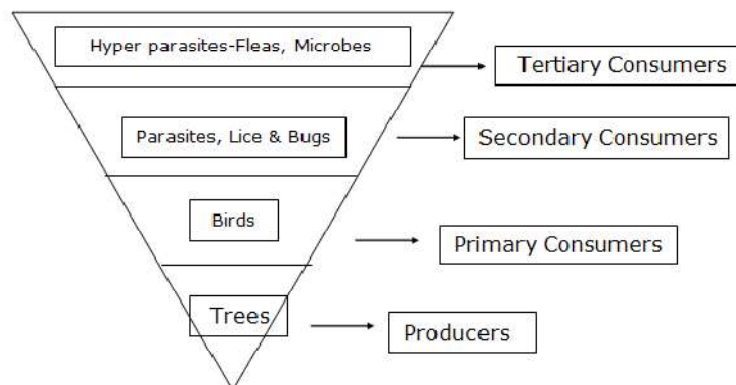 Hyper parasites-Fleas, Microbes
Tertiary Consumers
Parasites, Lice & Bugs
Secondary Consumers
Birds
Primary Consumers
Trees
Producers